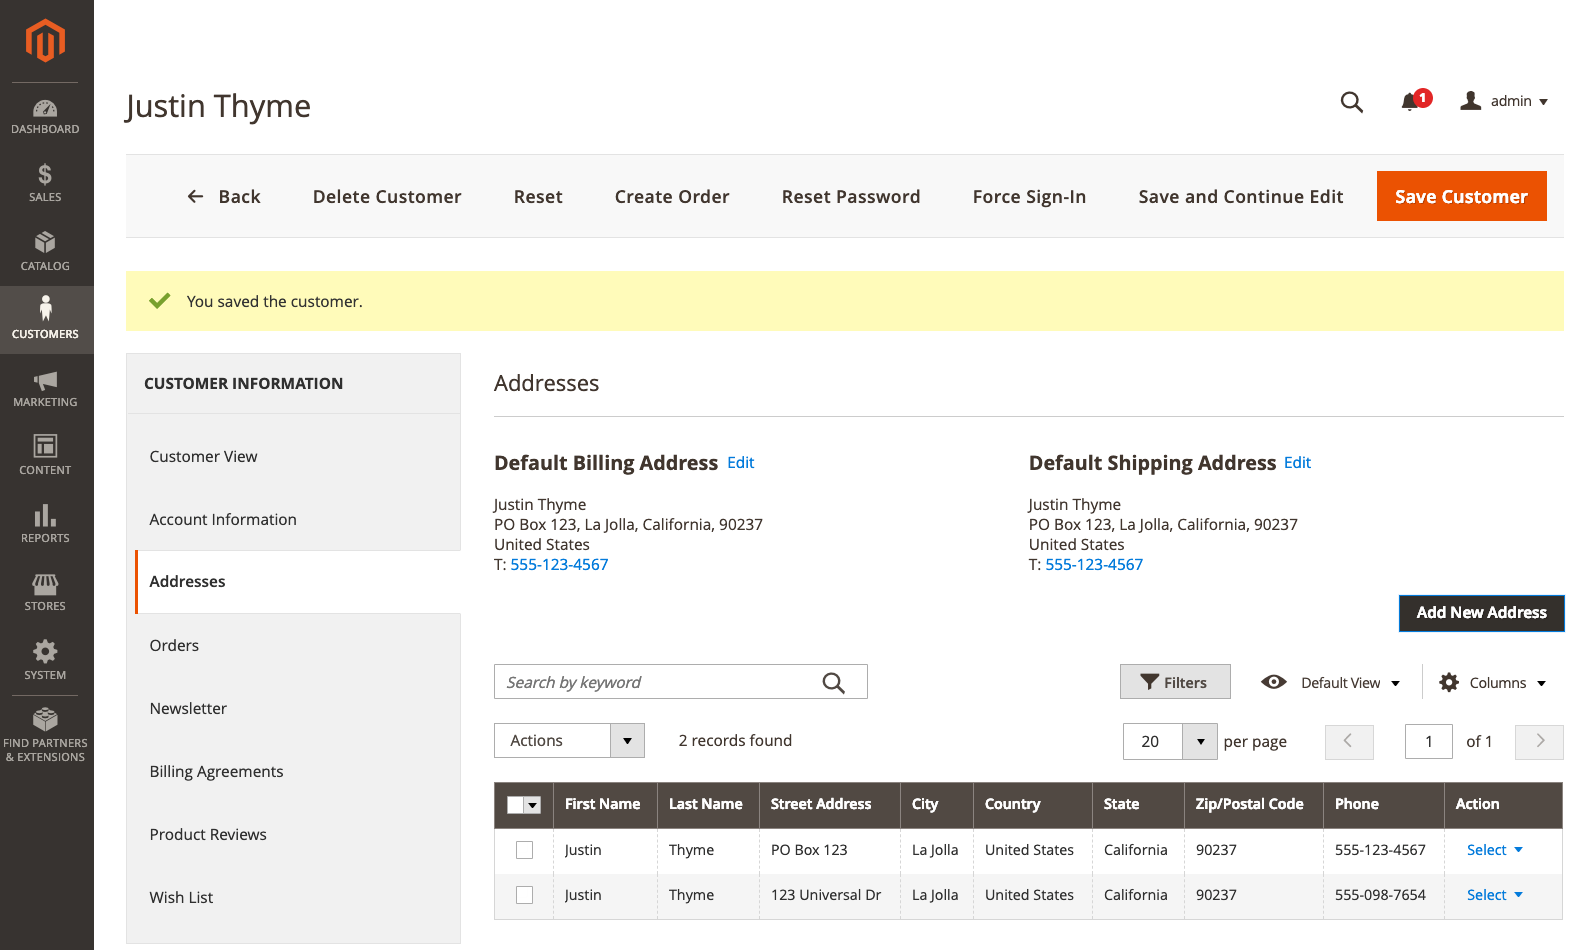 DASHBOARD
SALES
CATALOG
CUSTOMERS
MARKETING
CONTENT
REPORTS
STORES
SYSTEM
FIND PARTNERS
& EXTENSIONS
Justin Thyme
1
admin
Back Delete Customer Reset Create Order Reset Password Force Sign-In Save and Continue Edit Save Customer
You saved the customer.
CUSTOMER INFORMATION
Customer View
Account Information
Addresses
Orders
Newsletter
Billing Agreements
Product Reviews
Wish List
Addresses
Default Billing Address Edit
Justin Thyme
PO Box 123, La Jolla, California, 90237
United States
T: 555-123-4567
Default Shipping Address Edit
Justin Thyme
PO Box 123, La Jolla, California, 90237
United States
T: 555-123-4567
Add New Address
Search by keyword Filters Default View Columns
Actions 2 records found 20 per page 1 of 1
First Name Last Name Street Address City Country State Zip/Postal Code Phone Action
Justin Thyme PO Box 123 La Jolla United States California 90237 555-123-4567 Select
Justin Thyme 123 Universal Dr La Jolla United States California 90237 555-098-7654 Select